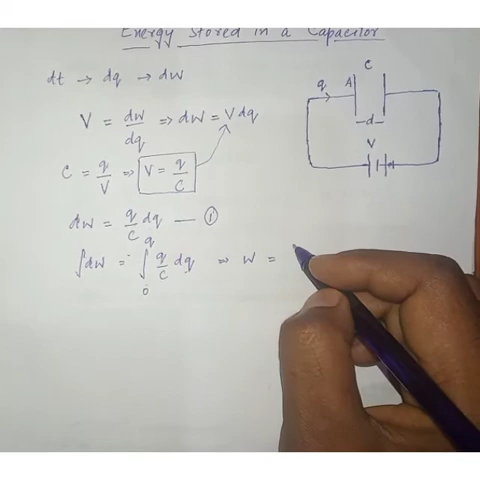 Energy Stored in a Capacitor
dt → dq → dW
V = dw/dq ⇒ dW = V dq
C = q/V ⇒ V = q/C
dw = q/C dq — ①
∫dw = ∫₀^q q/C dq ⇒ W =
C
q A
d
V